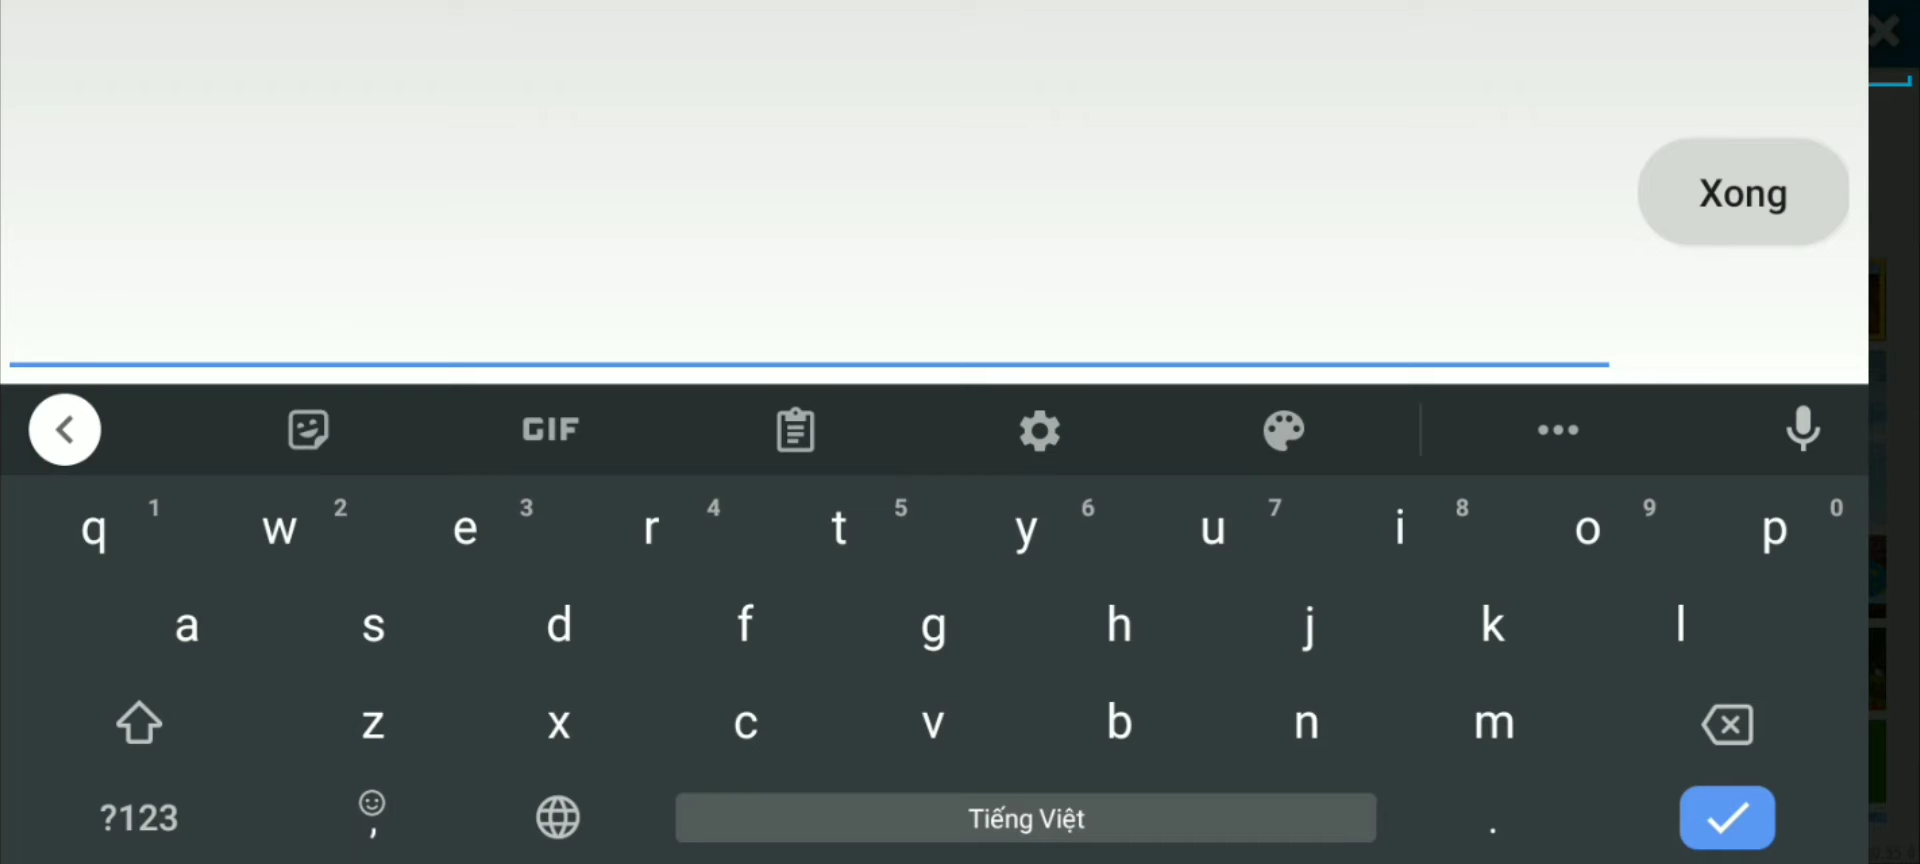 Xong
GIF
q 1 w 2 e 3 r 4 t 5 y 6 u 7 i 8 o 9 p 0
a s d f g h j k l
z x c v b n m
?123 , Tiếng Việt .